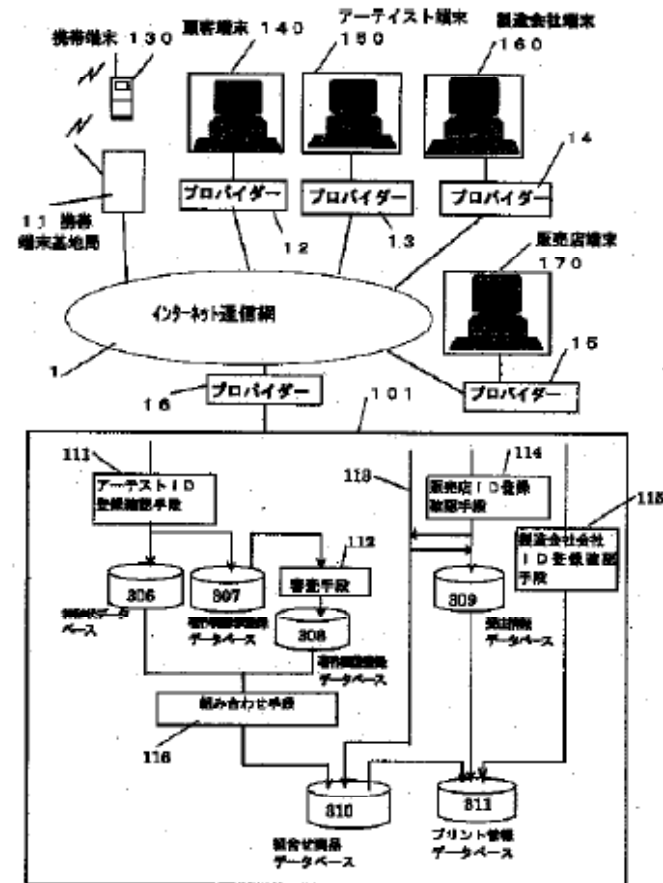 携帯端末 130
顧客端末 140
アーテイスト端末
150
製造会社端末
160
プロバイダー
プロバイダー
プロバイダー
14
12
13
11 携帯
端末基地局
販売店端末
170
インターネット通信網
1
15
プロバイダー
16
プロバイダー
101
111
アーテストID
登録確認手段
113
114
販売店ID登録
確認手段
115
製造会社会社
ID登録確認
手段
112
審査手段
306
307
308
309
データ
ベース
データベース
データベース
データベース
組み合わせ手段
116
310
311
組合せ商品
データベース
プリント情報
データベース